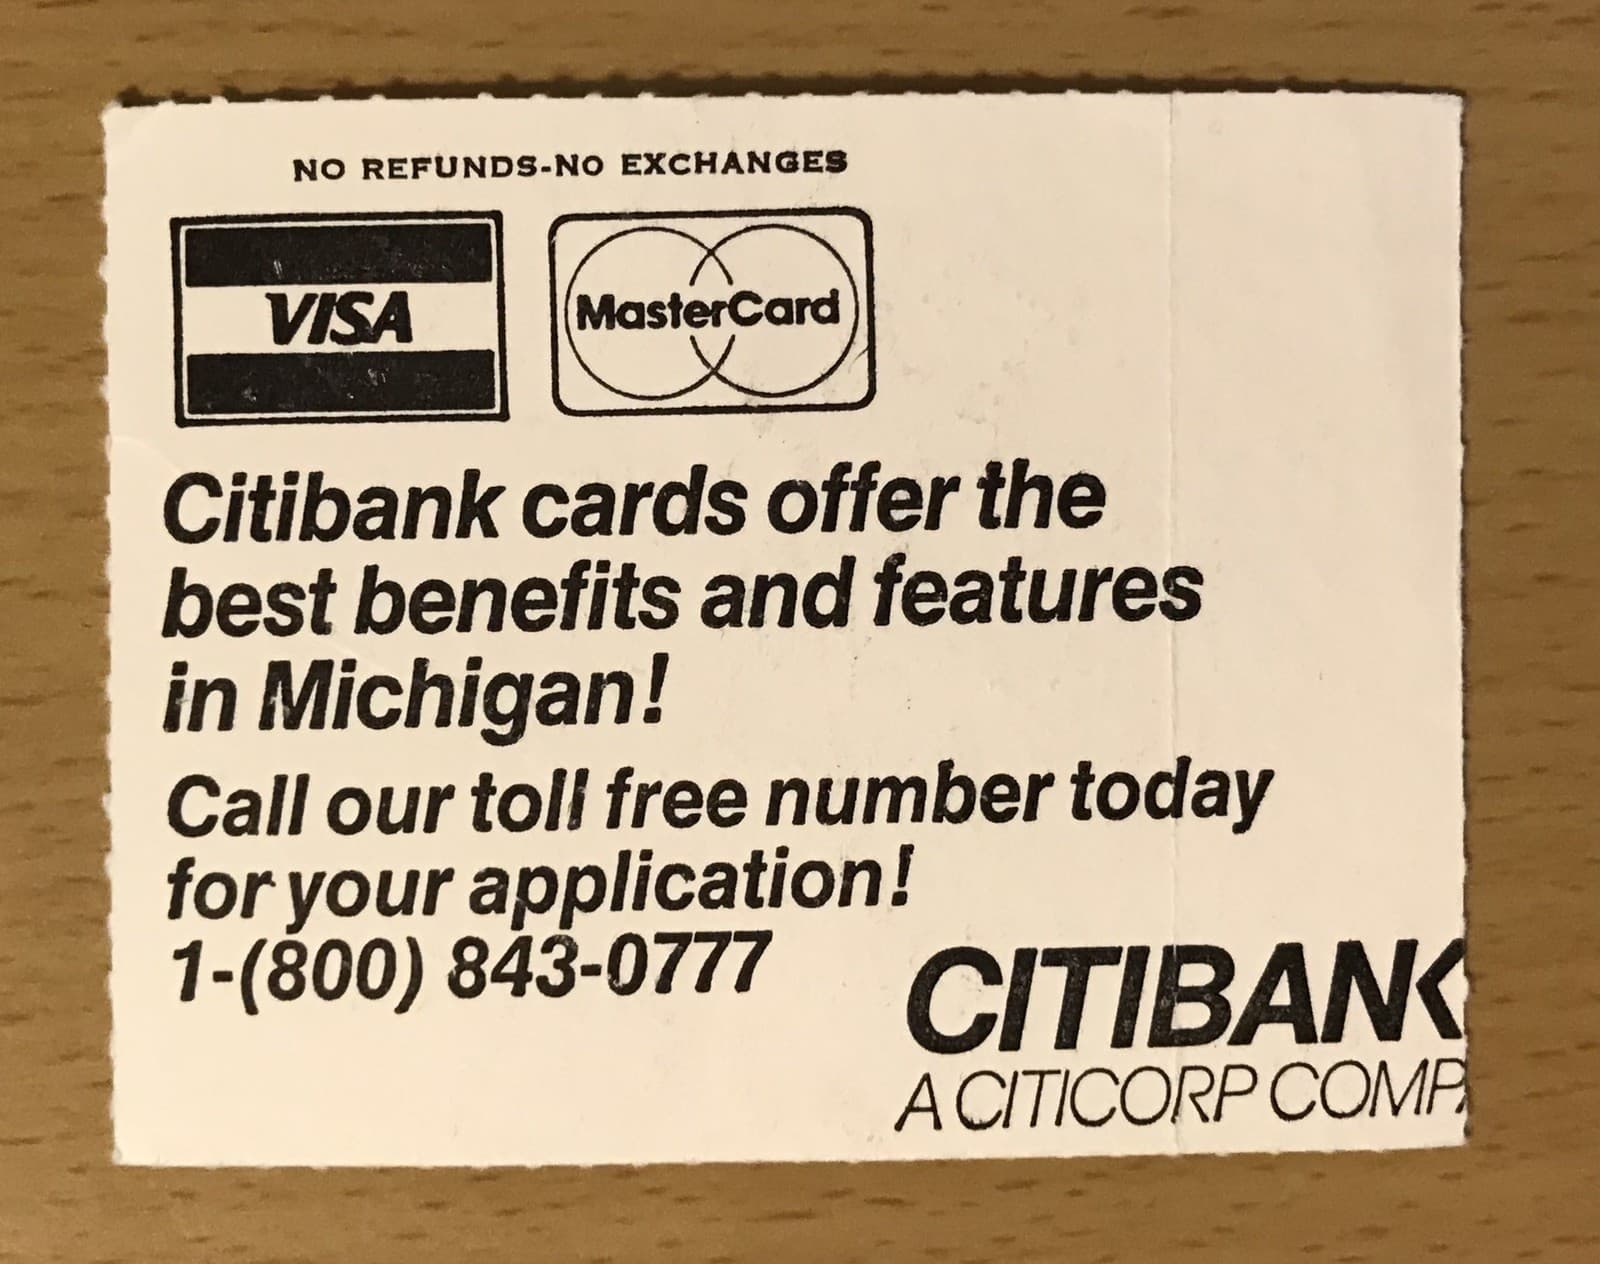 NO REFUNDS-NO EXCHANGES
VISA
MasterCard
Citibank cards offer the
best benefits and features
in Michigan!
Call our toll free number today
for your application!
1-(800) 843-0777
CITIBANK
A CITICORP COMP